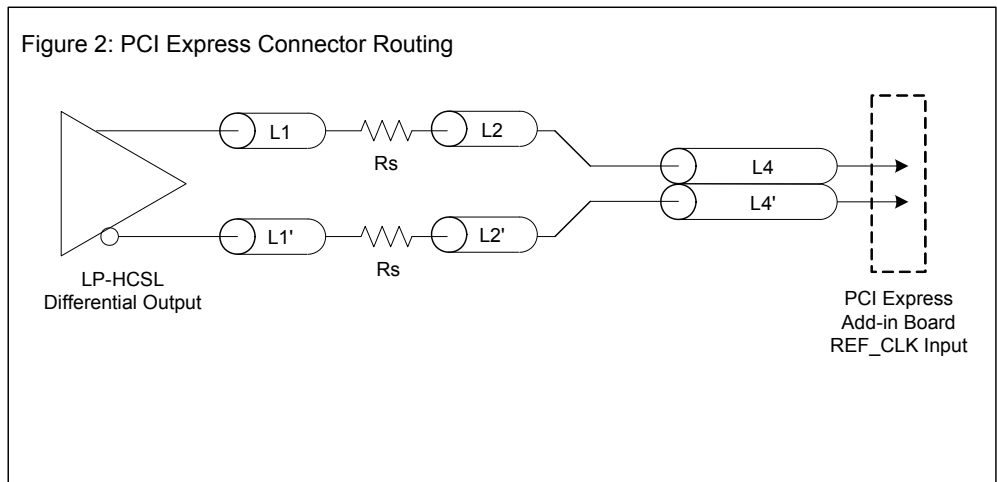 Figure 2: PCI Express Connector Routing
L1
L2
Rs
L4
L4'
L1'
L2'
Rs
LP-HCSL
Differential Output
PCI Express
Add-in Board
REF_CLK Input